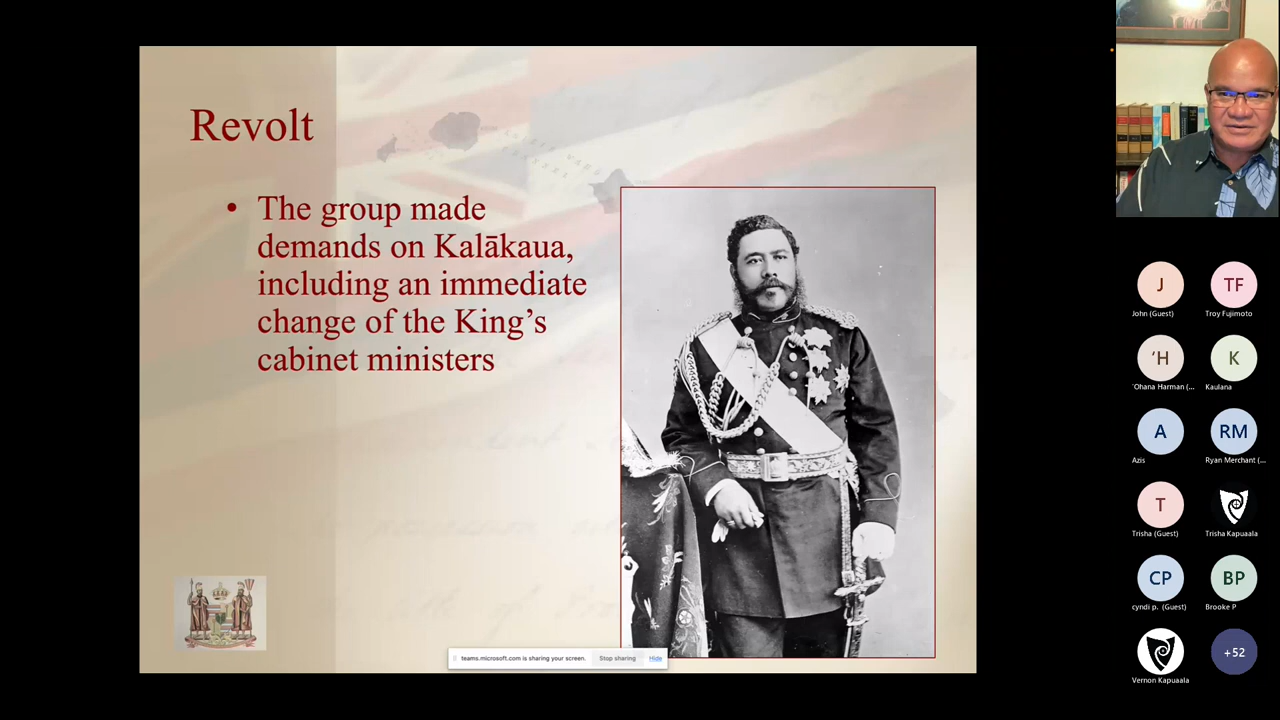 Revolt
• The group made
demands on Kalākaua,
including an immediate
change of the King’s
cabinet ministers
teams.microsoft.com is sharing your screen. Stop sharing Hide
J TF
John (Guest) Troy Fujimoto
‘H K
‘Ohana Harman (... Kaulana
A RM
Azis Ryan Merchant (...
T
Trisha (Guest) Trisha Kapuaala
CP BP
cyndi p. (Guest) Brooke P
+52
Vernon Kapuaala